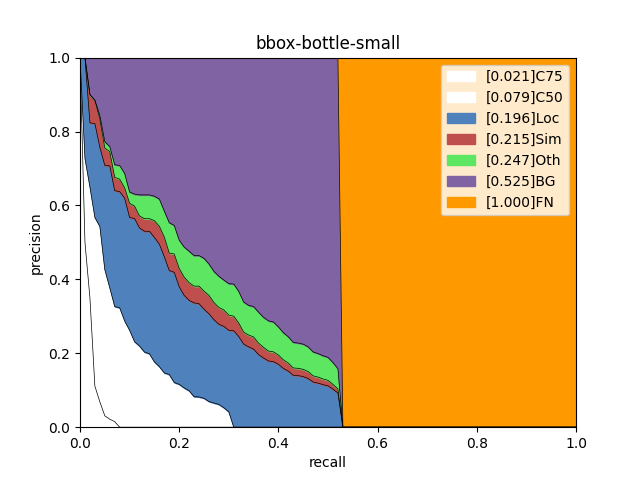 bbox-bottle-small
1.0
0.8
0.6
0.4
0.2
0.0
precision
[0.021]C75
[0.079]C50
[0.196]Loc
[0.215]Sim
[0.247]Oth
[0.525]BG
[1.000]FN
0.0 0.2 0.4 0.6 0.8 1.0
recall